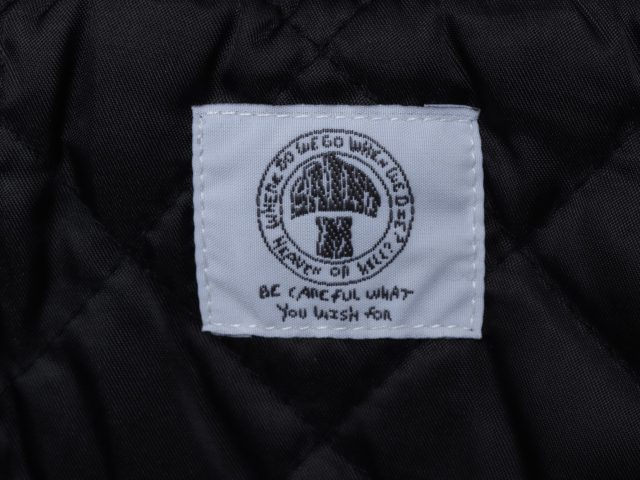 WHERE DO WE GO WHEN WE DIE?
HEAVEN OR HELL?
BE CAREFUL WHAT
YOU WISH FOR